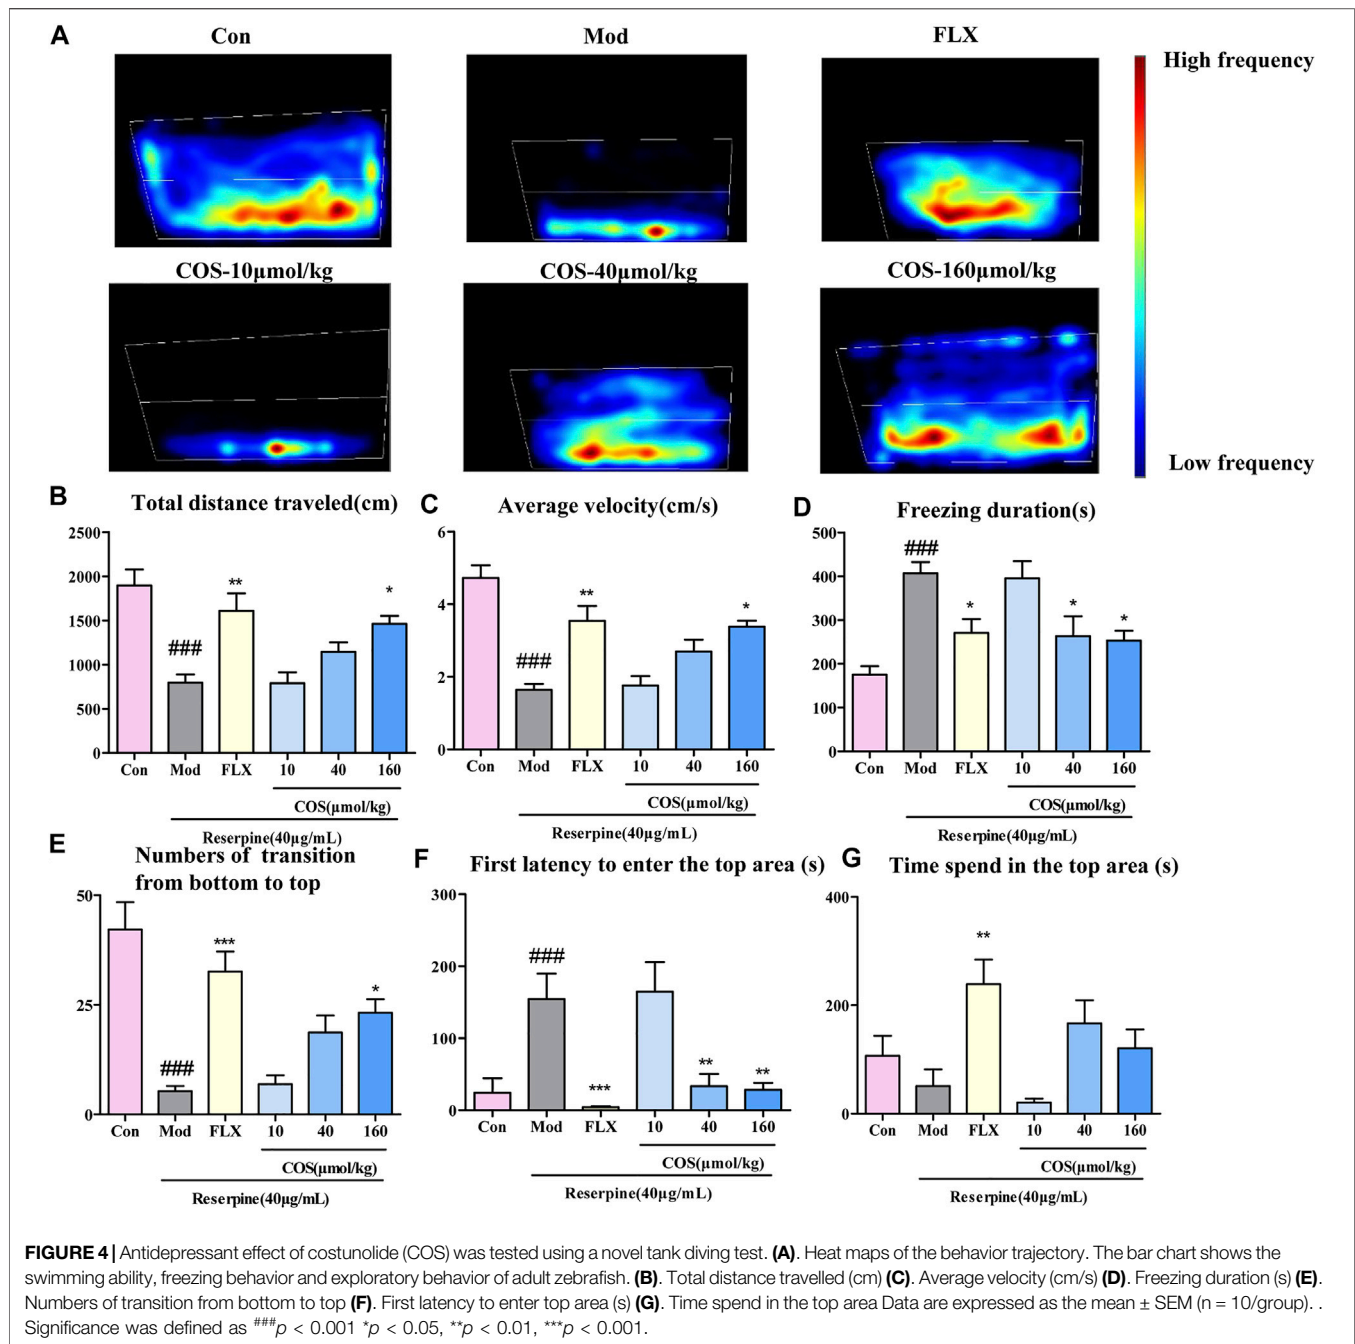 A
Con
Mod
FLX
High frequency
COS-10μmol/kg
COS-40μmol/kg
COS-160μmol/kg
Low frequency
B
Total distance traveled(cm)
2500
2000
1500
1000
500
0
###
**
*
Con Mod FLX 10 40 160
COS(μmol/kg)
Reserpine(40μg/mL)
C
Average velocity(cm/s)
6
4
2
0
###
**
*
Con Mod FLX 10 40 160
COS(μmol/kg)
Reserpine(40μg/mL)
D
Freezing duration(s)
500
400
300
200
100
0
###
*
*
*
Con Mod FLX 10 40 160
COS(μmol/kg)
Reserpine(40μg/mL)
E
Numbers of transition
from bottom to top
50
25
0
###
***
*
Con Mod FLX 10 40 160
COS(μmol/kg)
Reserpine(40μg/mL)
F
First latency to enter the top area (s)
300
200
100
0
###
***
**
**
Con Mod FLX 10 40 160
COS(μmol/kg)
Reserpine(40μg/mL)
G
Time spend in the top area (s)
400
200
0
**
Con Mod FLX 10 40 160
COS(μmol/kg)
Reserpine(40μg/mL)
FIGURE 4 | Antidepressant effect of costunolide (COS) was tested using a novel tank diving test. (A). Heat maps of the behavior trajectory. The bar chart shows the
swimming ability, freezing behavior and exploratory behavior of adult zebrafish. (B). Total distance travelled (cm) (C). Average velocity (cm/s) (D). Freezing duration (s) (E).
Numbers of transition from bottom to top (F). First latency to enter top area (s) (G). Time spend in the top area Data are expressed as the mean ± SEM (n = 10/group). .
Significance was defined as ###p < 0.001 *p < 0.05, **p < 0.01, ***p < 0.001.